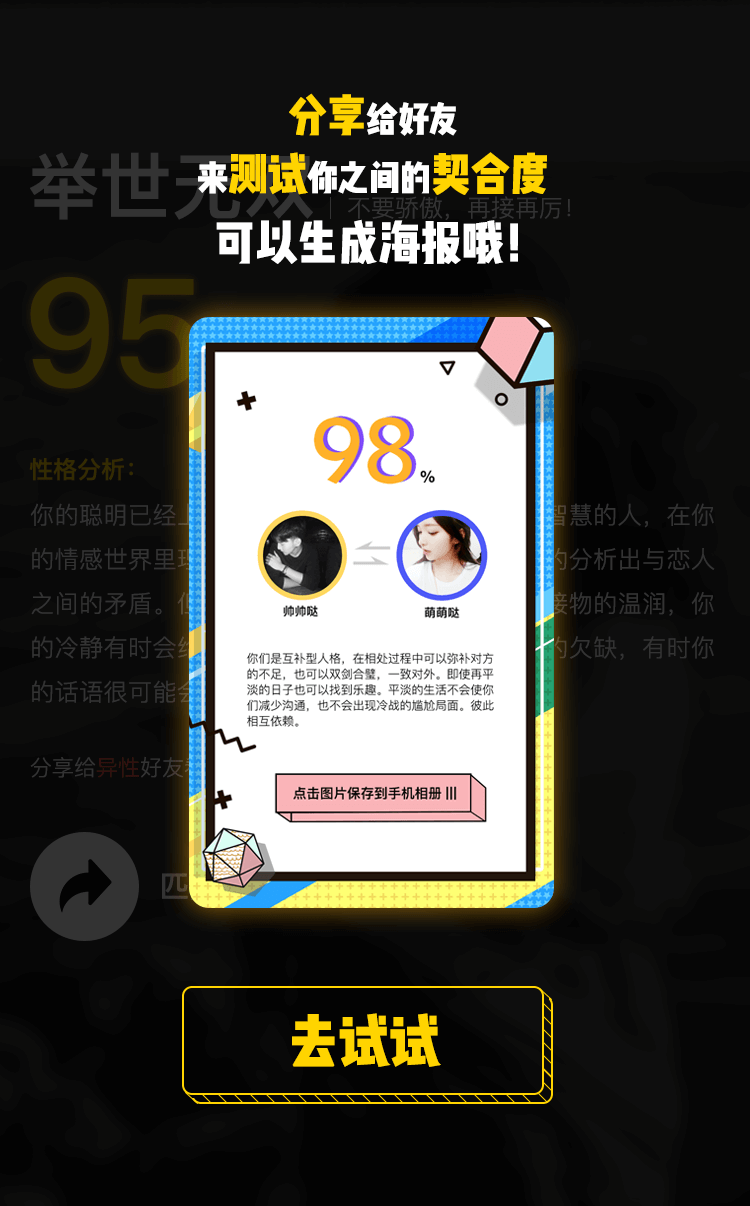 分享给好友
来测试你之间的契合度
可以生成海报哦!
举世无双
不要骄傲，再接再厉!
95
98%
帅帅哒
萌萌哒
性格分析：
你的聪明已经
智慧的人，在你
的情感世界里
的分析出与恋人
之间的矛盾。
接物的温润，你
的冷静有时会
的欠缺，有时你
的话语很可能
你们是互补型人格，在相处过程中可以弥补对方
的不足，也可以双剑合璧，一致对外。即使再平
淡的日子也可以找到乐趣。平淡的生活不会使你
们减少沟通，也不会出现冷战的尴尬局面。彼此
相互依赖。
分享给异性好友
点击图片保存到手机相册
匹
去试试